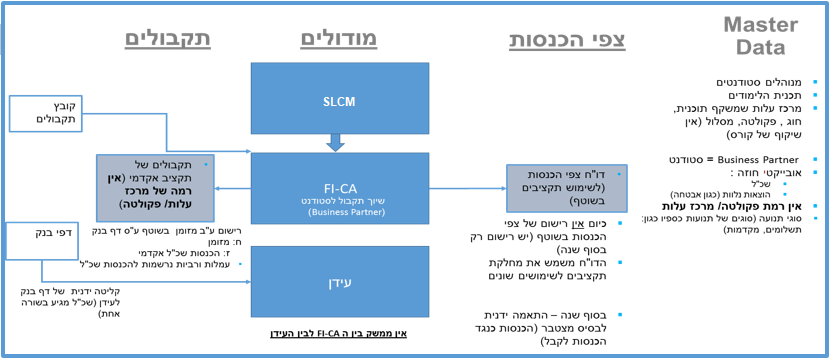 Master
Data
צפי הכנסות
מודולים
תקבולים
מנוהלים סטודנטים
תכנית הלימודים
מרכז עלות שמשקף תוכנית,
חוג , פקולטה, מסלול (אין
שיקוף של קורס)
Business Partner = סטודנט
אובייקטי חוזה :
שכ"ל
הוצאות נלוות (כגון אבטחה)
אין רמת פקולטה/ מרכז עלות
סוגי תנועה (סוגים של תנועות כספיו כגון:
תשלומים, מקדמות)
דו"ח צפי הכנסות
(לשימוש תקציבים
בשוטף)
כיום אין רישום של צפי
הכנסות בשוטף (יש רישום רק
בסוף שנה)
הדו"ח משמש את מחלקת
תקציבים לשימושים שונים
בסוף שנה – התאמה ידנית
לבסיס מצטבר (הכנסות כנגד
הכנסות לקבל)
SLCM
FI-CA
שיוך תקבול לסטודנט
(Business Partner)
עידן
אין ממשק בין ה FI-CA לבין העידן
קובץ
תקבולים
תקבולים של
תקציב אקדמי (אין
רמה של מרכז
עלות/ פקולטה)
רישום ע"ב מזומן בשוטף ע"ס דף בנק
ח: מזומן
ז: הכנסות שכ"ל אקדמי
עמלות ורביות נרשמות להכנסות שכ"ל
דפי בנק
קליטה ידנית של דף בנק
לעידן (שכ"ל מגיע בשורה
אחת)